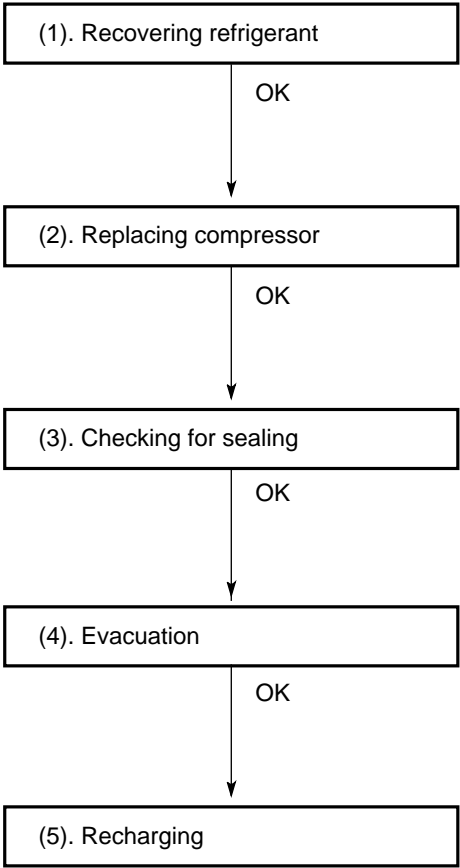 (1). Recovering refrigerant
OK
(2). Replacing compressor
OK
(3). Checking for sealing
OK
(4). Evacuation
OK
(5). Recharging